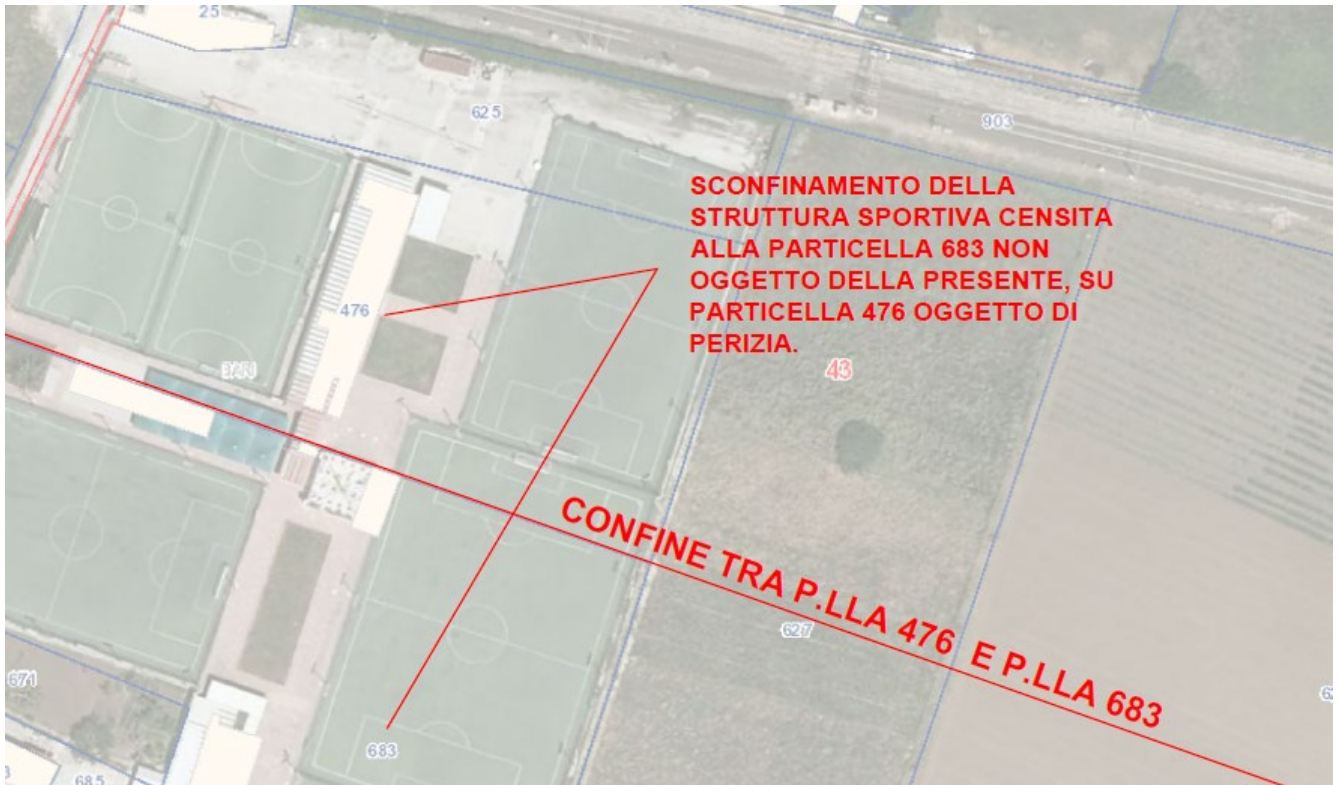 25
625
903
SCONFINAMENTO DELLA
STRUTTURA SPORTIVA CENSITA
ALLA PARTICELLA 683 NON
OGGETTO DELLA PRESENTE, SU
PARTICELLA 476 OGGETTO DI
PERIZIA.
476
43
CONFINE TRA P.LLA 476 E P.LLA 683
627
671
683
685